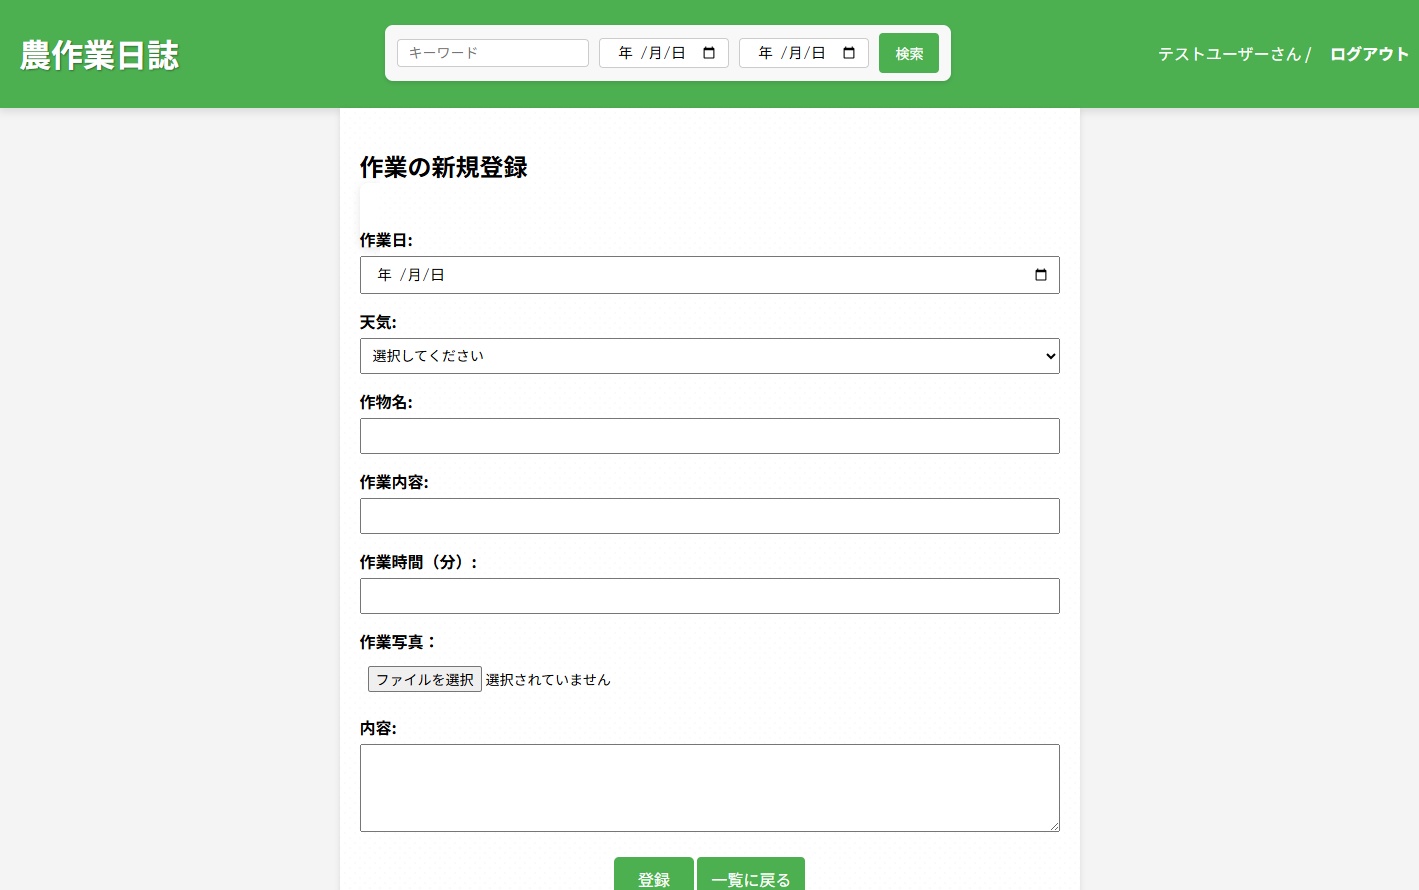 農作業日誌
キーワード 年 /月/日 年 /月/日 検索
テストユーザーさん / ログアウト
作業の新規登録
作業日:
年 /月/日
天気:
選択してください
作物名:
作業内容:
作業時間（分）:
作業写真：
ファイルを選択 選択されていません
内容:
登録 一覧に戻る